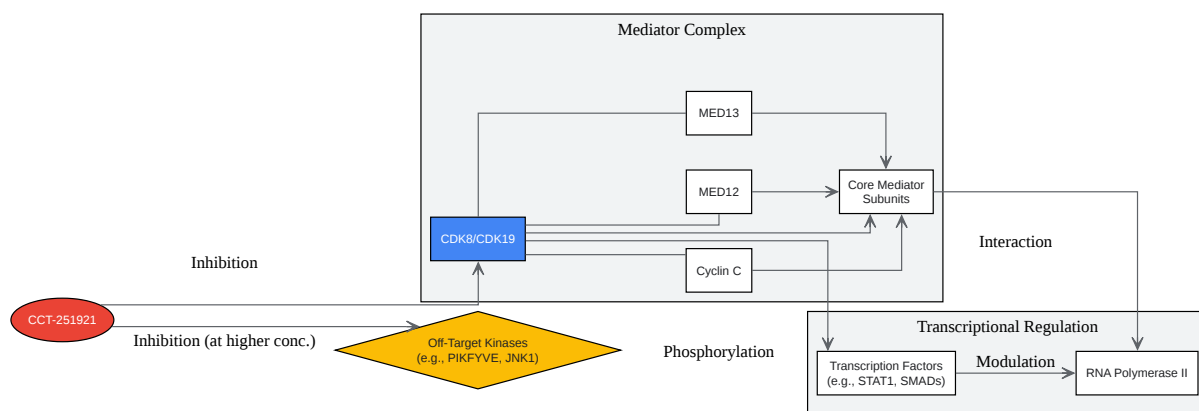 Mediator Complex
MED13
MED12
Core Mediator
Subunits
CDK8/CDK19
Cyclin C
Interaction
Inhibition
CCT-251921
Inhibition (at higher conc.)
Off-Target Kinases
(e.g., PIKFYVE, JNK1)
Phosphorylation
Transcriptional Regulation
Transcription Factors
(e.g., STAT1, SMADs)
Modulation
RNA Polymerase II